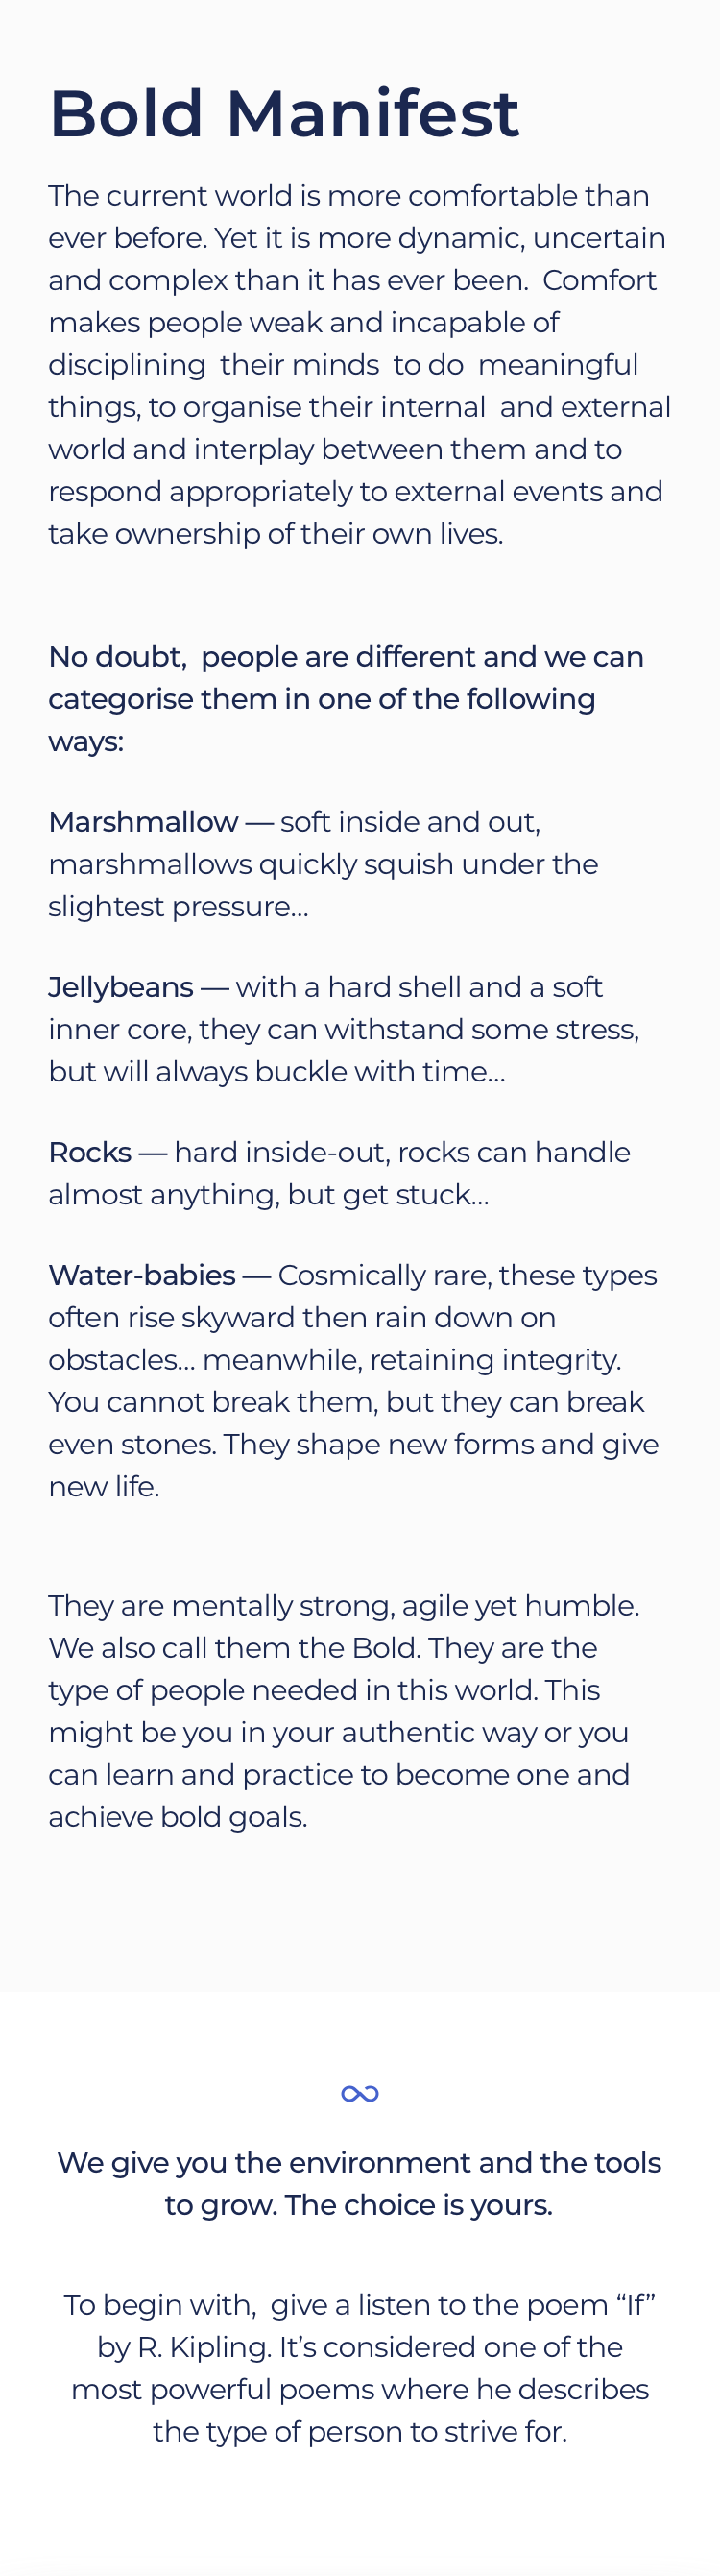 Bold Manifest
The current world is more comfortable than
ever before. Yet it is more dynamic, uncertain
and complex than it has ever been.  Comfort
makes people weak and incapable of
disciplining  their minds  to do  meaningful
things, to organise their internal  and external
world and interplay between them and to
respond appropriately to external events and
take ownership of their own lives.
No doubt,  people are different and we can
categorise them in one of the following
ways:
Marshmallow — soft inside and out,
marshmallows quickly squish under the
slightest pressure...
Jellybeans — with a hard shell and a soft
inner core, they can withstand some stress,
but will always buckle with time...
Rocks — hard inside-out, rocks can handle
almost anything, but get stuck...
Water-babies — Cosmically rare, these types
often rise skyward then rain down on
obstacles... meanwhile, retaining integrity.
You cannot break them, but they can break
even stones. They shape new forms and give
new life.
They are mentally strong, agile yet humble.
We also call them the Bold. They are the
type of people needed in this world. This
might be you in your authentic way or you
can learn and practice to become one and
achieve bold goals.
We give you the environment and the tools
to grow. The choice is yours.
To begin with,  give a listen to the poem “If”
by R. Kipling. It’s considered one of the
most powerful poems where he describes
the type of person to strive for.